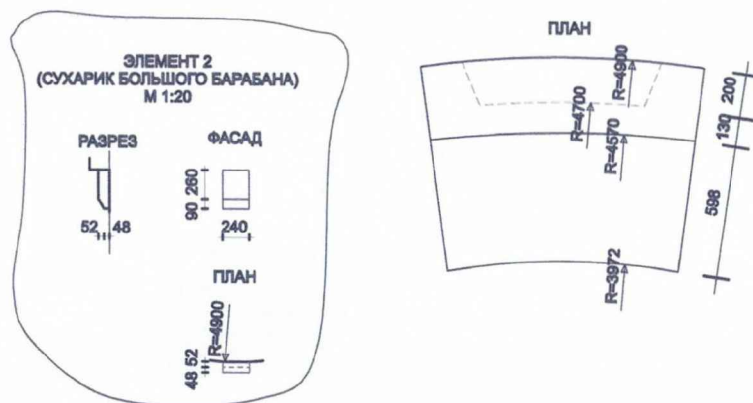 ЭЛЕМЕНТ 2
(СУХАРИК БОЛЬШОГО БАРАБАНА)
М 1:20
РАЗРЕЗ
52
48
ФАСАД
260
90
240
ПЛАН
R=4900
52
48
ПЛАН
R=4900
R=4700
R=4570
R=3972
200
130
598